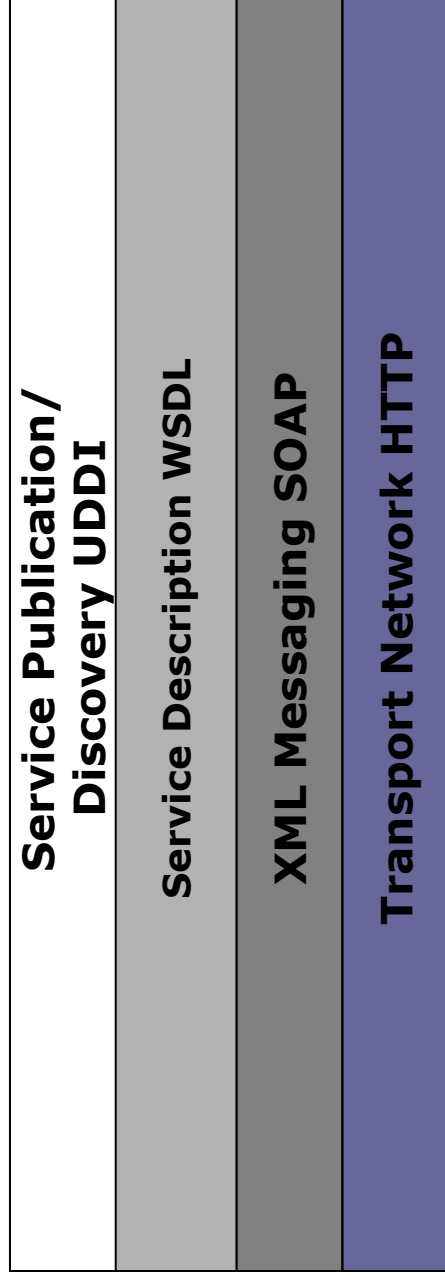 Service Publication/
Discovery UDDI
Service Description WSDL
XML Messaging SOAP
Transport Network HTTP